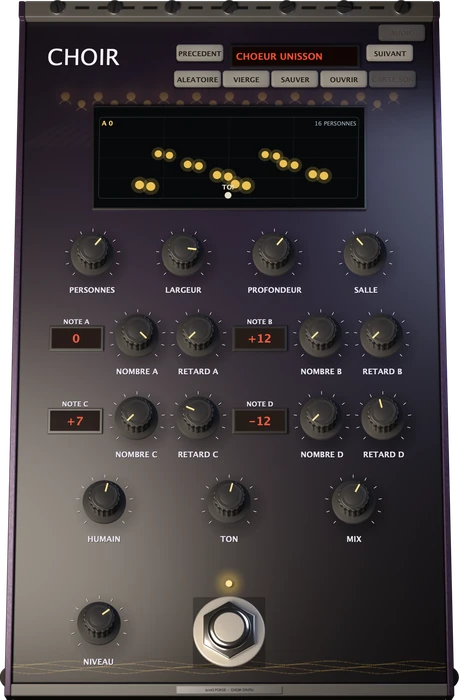 CHOIR
PRECEDENT
CHOEUR UNISSON
SUIVANT
ALEATOIRE
VIERGE
SAUVER
OUVRIR
A 0
16 PERSONNES
PERSONNES
LARGEUR
PROFONDEUR
SALLE
NOTE A
0
NOMBRE A
RETARD A
NOTE B
+12
NOMBRE B
RETARD B
NOTE C
+7
NOMBRE C
RETARD C
NOTE D
-12
NOMBRE D
RETARD D
HUMAIN
TON
MIX
NIVEAU